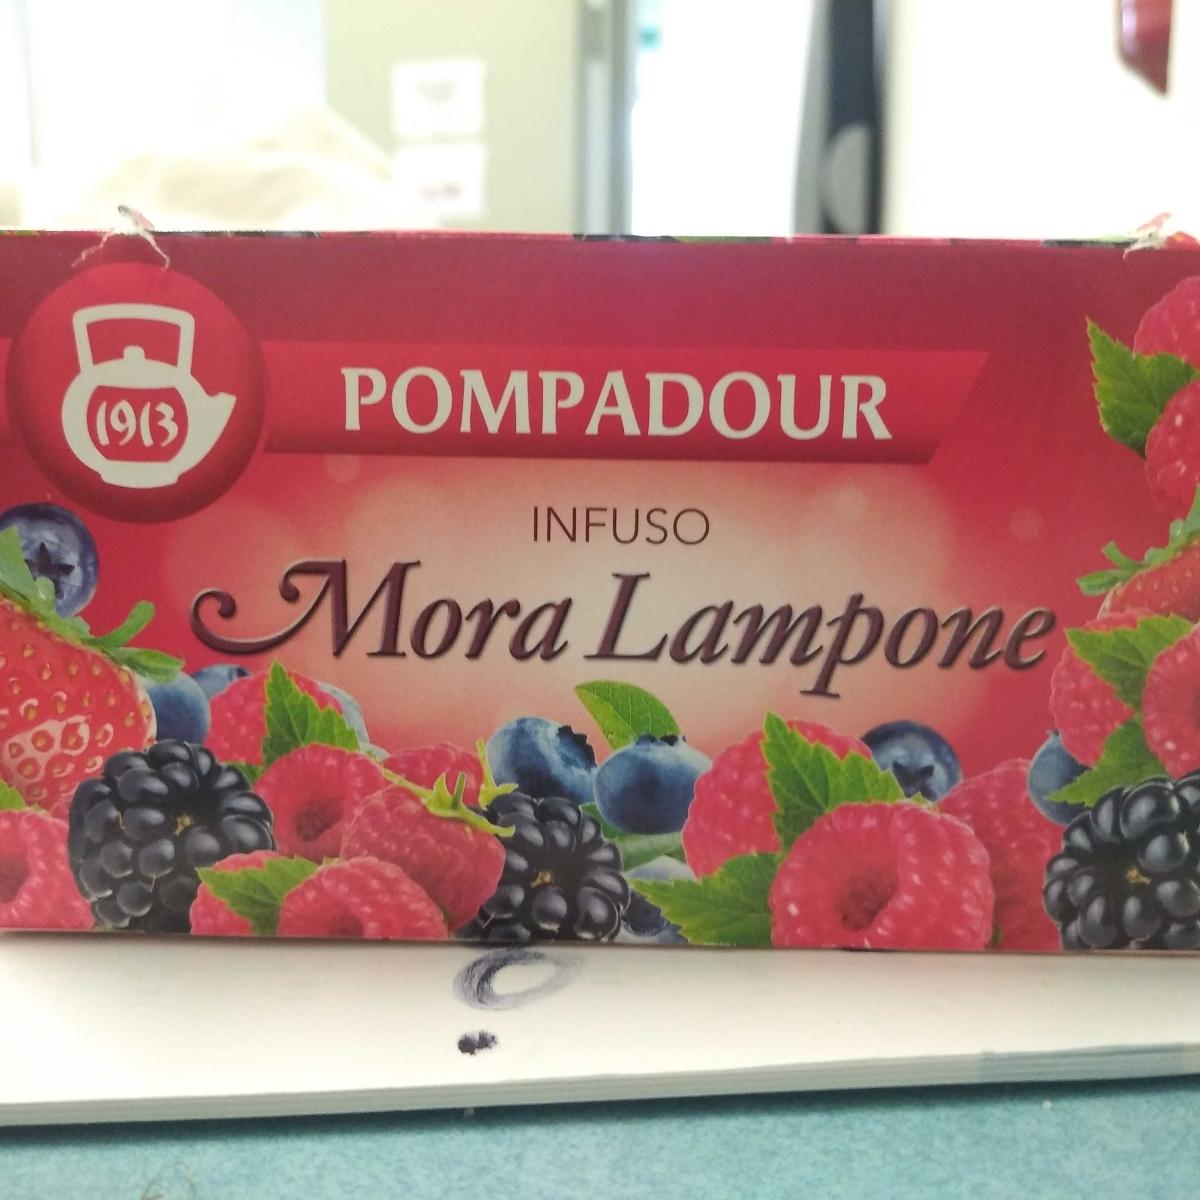 1913
POMPADOUR
INFUSO
Mora Lampone